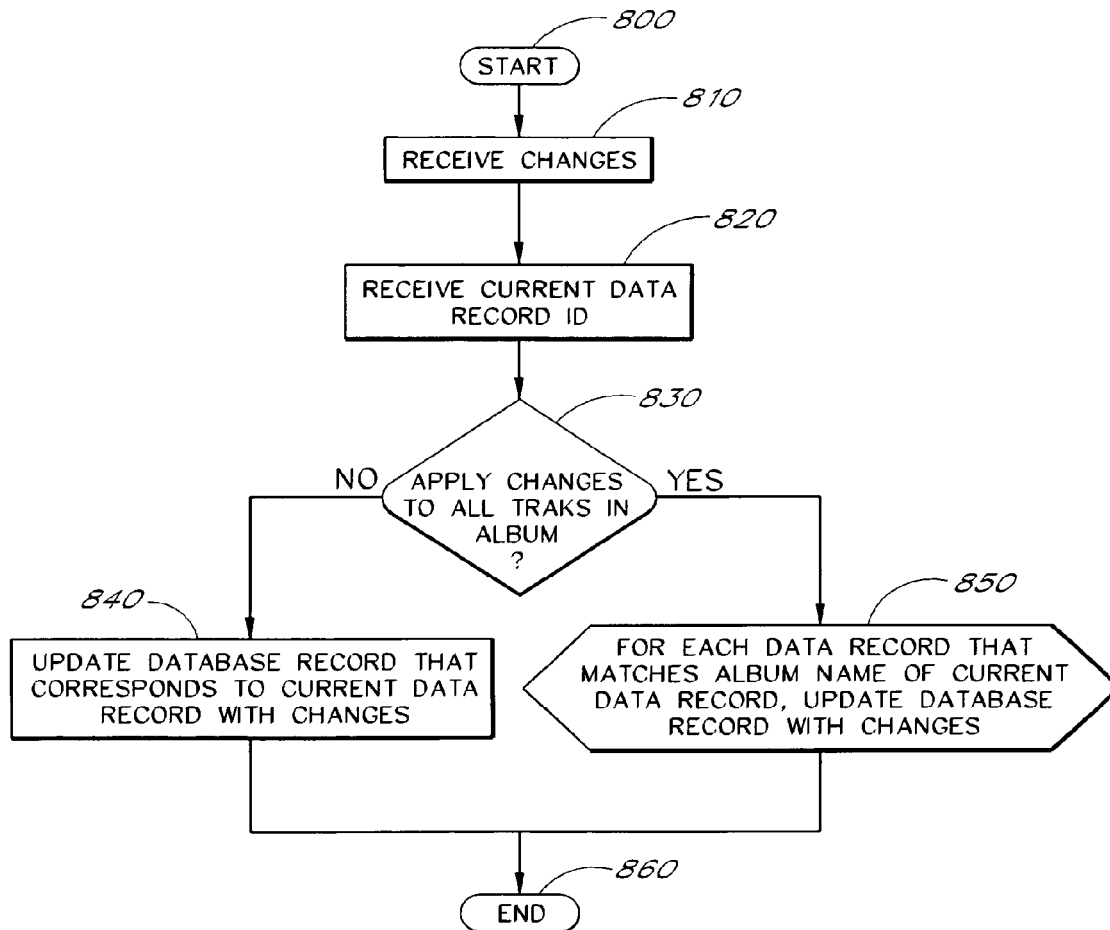 800
START
810
RECEIVE CHANGES
820
RECEIVE CURRENT DATA
RECORD ID
830
NO
APPLY CHANGES
TO ALL TRAKS IN
ALBUM
?
YES
840
UPDATE DATABASE RECORD THAT
CORRESPONDS TO CURRENT DATA
RECORD WITH CHANGES
850
FOR EACH DATA RECORD THAT
MATCHES ALBUM NAME OF CURRENT
DATA RECORD, UPDATE DATABASE
RECORD WITH CHANGES
860
END